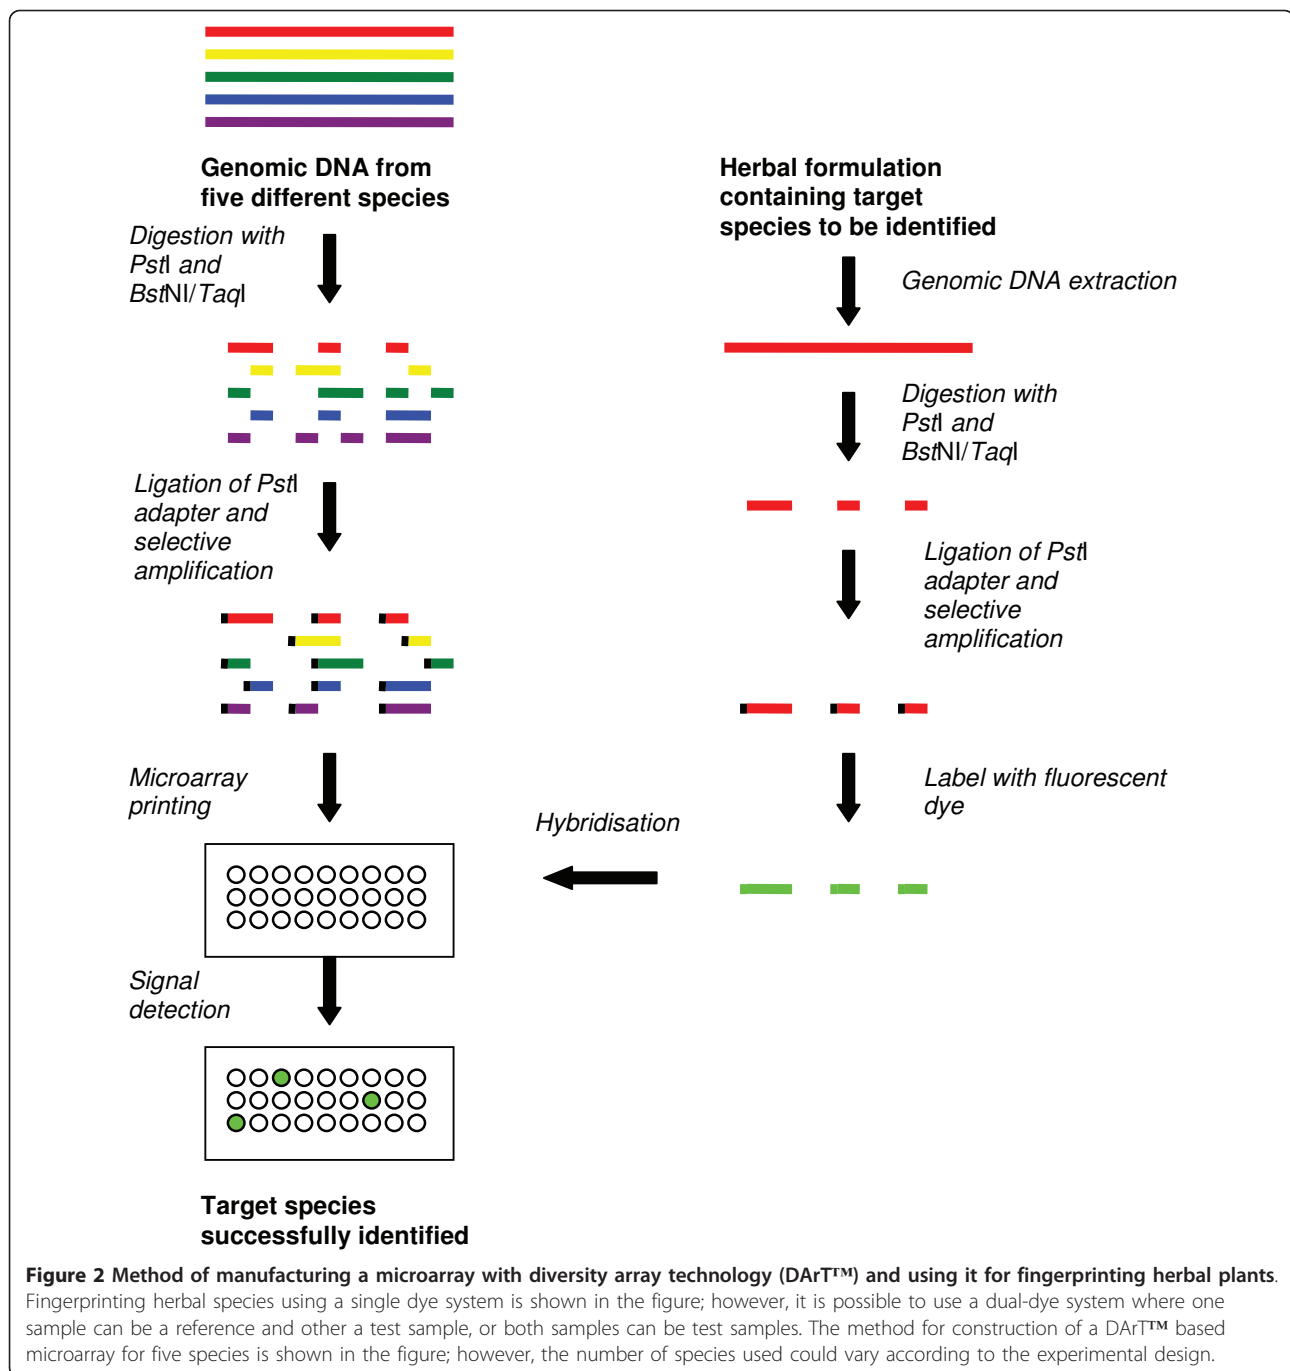 Genomic DNA from
five different species
Digestion with
PstI and
BstNI/TaqI
Ligation of PstI
adapter and
selective
amplification
Microarray
printing
Signal
detection
Target species
successfully identified
Herbal formulation
containing target
species to be identified
Genomic DNA extraction
Digestion with
PstI and
BstNI/TaqI
Ligation of PstI
adapter and
selective
amplification
Label with fluorescent
dye
Hybridisation
Figure 2 Method of manufacturing a microarray with diversity array technology (DArT™) and using it for fingerprinting herbal plants.
Fingerprinting herbal species using a single dye system is shown in the figure; however, it is possible to use a dual-dye system where one
sample can be a reference and other a test sample, or both samples can be test samples. The method for construction of a DArT™ based
microarray for five species is shown in the figure; however, the number of species used could vary according to the experimental design.